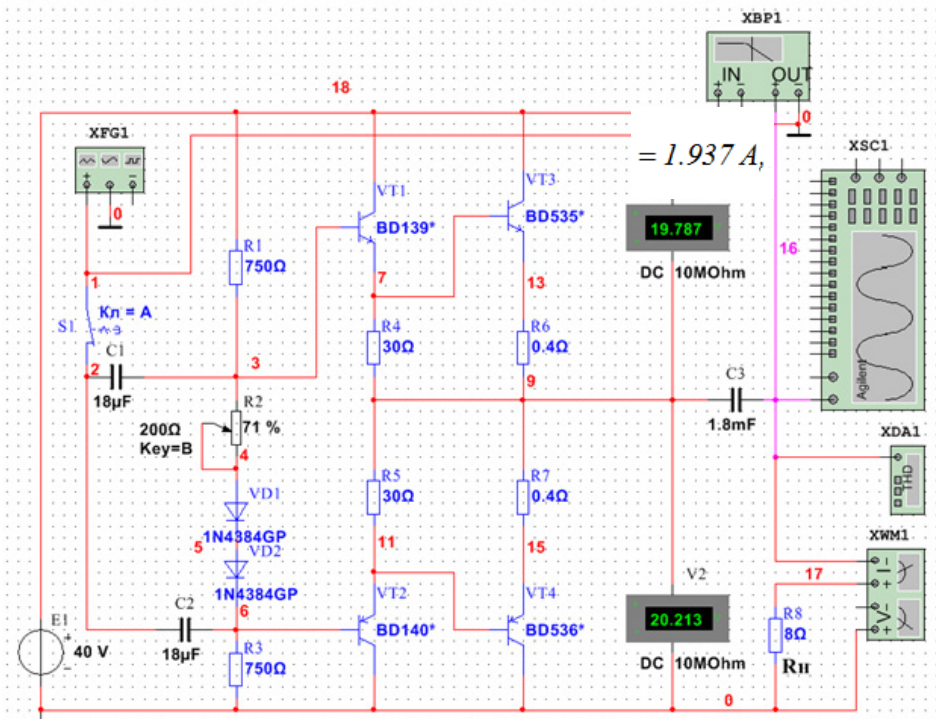 XBP1
IN OUT
18
0
XFG1
= 1.937 A,
XSC1
VT1
VT3
0
BD139*
BD535*
19.787
R1
750Ω
DC 10MOhm
16
1
7
13
Кл = A
S1
R4
30Ω
R6
0.4Ω
C1
2
3
9
C3
Agilent
18µF
R2
200Ω
71 %
1.8mF
Key=B
4
XDA1
THD
VD1
R5
30Ω
R7
0.4Ω
1N4384GP
5
VD2
11
15
XWM1
1N4384GP
VT2
VT4
V2
17
C2
6
E1
BD140*
BD536*
20.213
R8
8Ω
40 V
18µF
R3
750Ω
DC 10MOhm
Rн
0